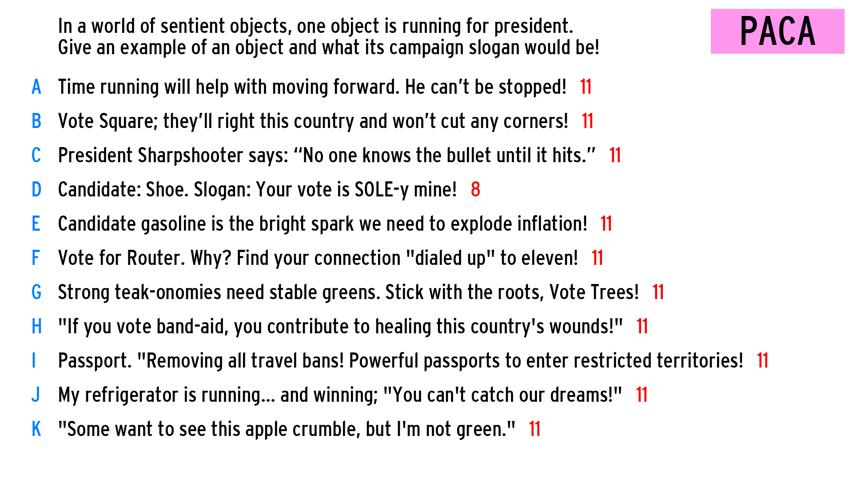 In a world of sentient objects, one object is running for president.
Give an example of an object and what its campaign slogan would be!
PACA
A Time running will help with moving forward. He can’t be stopped! 11
B Vote Square; they’ll right this country and won’t cut any corners! 11
C President Sharpshooter says: “No one knows the bullet until it hits.” 11
D Candidate: Shoe. Slogan: Your vote is SOLE-y mine! 8
E Candidate gasoline is the bright spark we need to explode inflation! 11
F Vote for Router. Why? Find your connection "dialed up" to eleven! 11
G Strong teak-onomies need stable greens. Stick with the roots, Vote Trees! 11
H "If you vote band-aid, you contribute to healing this country's wounds!" 11
I Passport. "Removing all travel bans! Powerful passports to enter restricted territories! 11
J My refrigerator is running... and winning; "You can't catch our dreams!" 11
K "Some want to see this apple crumble, but I'm not green." 11